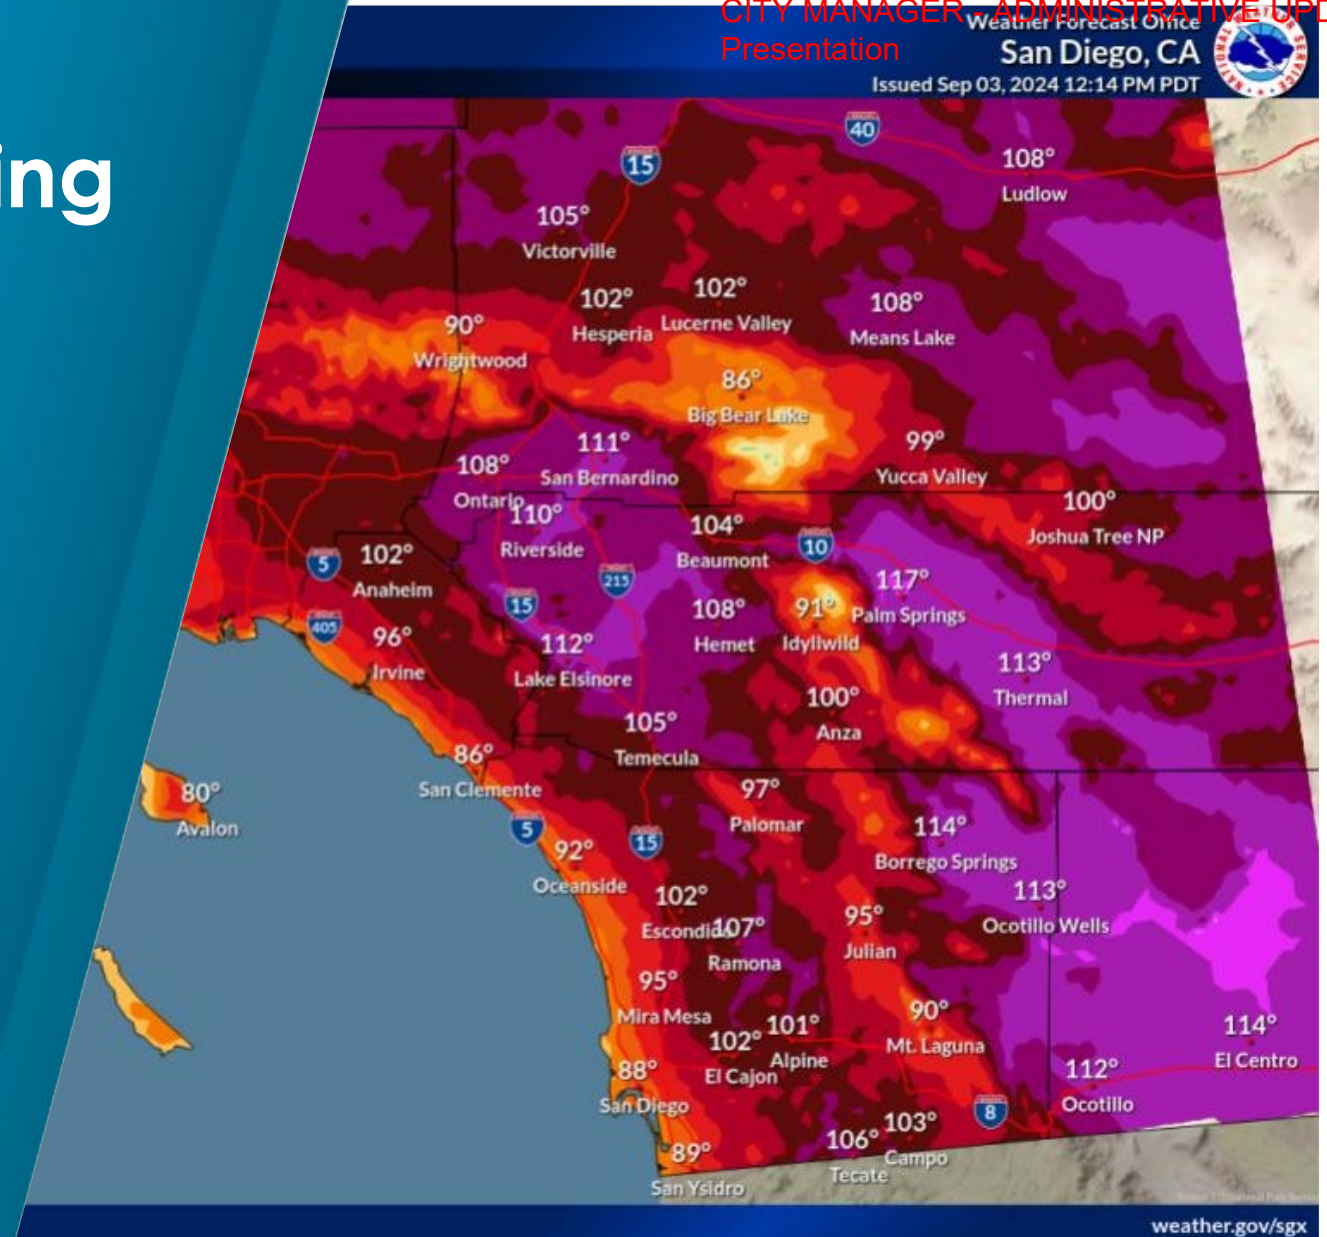 CITY MANAGER - ADMINISTRATIVE UPD
Presentation
Weather Forecast Office
San Diego, CA
Issued Sep 03, 2024 12:14 PM PDT
NATIONAL WEATHER SERVICE
ing
40
15
108°
Ludlow
105°
Victorville
102°
Hesperia
102°
Lucerne Valley
108°
Means Lake
90°
Wrightwood
86°
Big Bear Lake
111°
San Bernardino
99°
Yucca Valley
108°
Ontario
110°
Riverside
100°
Joshua Tree NP
104°
Beaumont
10
5
102°
Anaheim
215
117°
Palm Springs
15
108°
Hemet
91°
Idyllwild
405
96°
Irvine
112°
Lake Elsinore
113°
Thermal
100°
Anza
105°
Temecula
86°
San Clemente
80°
Avalon
97°
Palomar
5
15
114°
Borrego Springs
92°
Oceanside
102°
Escondido
113°
Ocotillo Wells
107°
Ramona
95°
Julian
95°
Mira Mesa
90°
Mt. Laguna
102°
El Cajon
101°
Alpine
114°
El Centro
88°
San Diego
112°
Ocotillo
8
89°
San Ysidro
106°
Tecate
103°
Campo
weather.gov/sgx